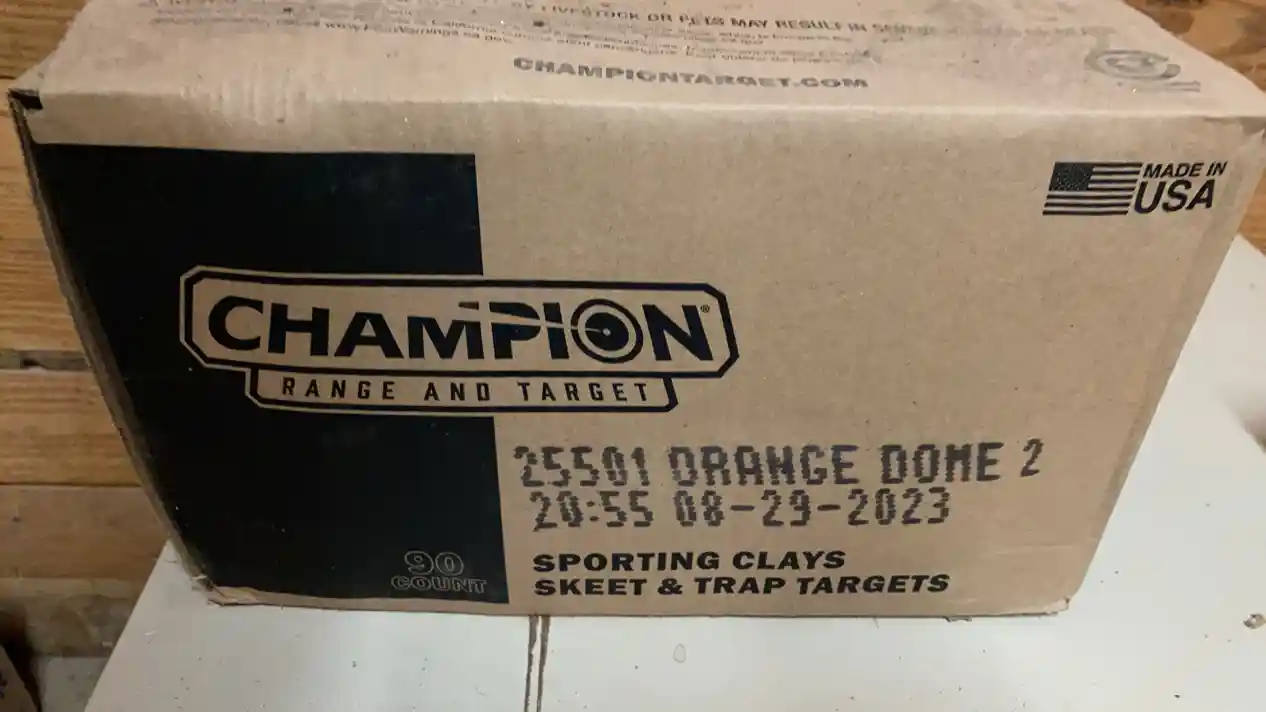 BY LIVESTOCK OR PETS MAY RESULT IN
CHAMPIONTARGET.COM
MADE IN
USA
CHAMPION®
RANGE AND TARGET
25501 ORANGE DOME 2
20:55 08-29-2023
90
COUNT
SPORTING CLAYS
SKEET & TRAP TARGETS